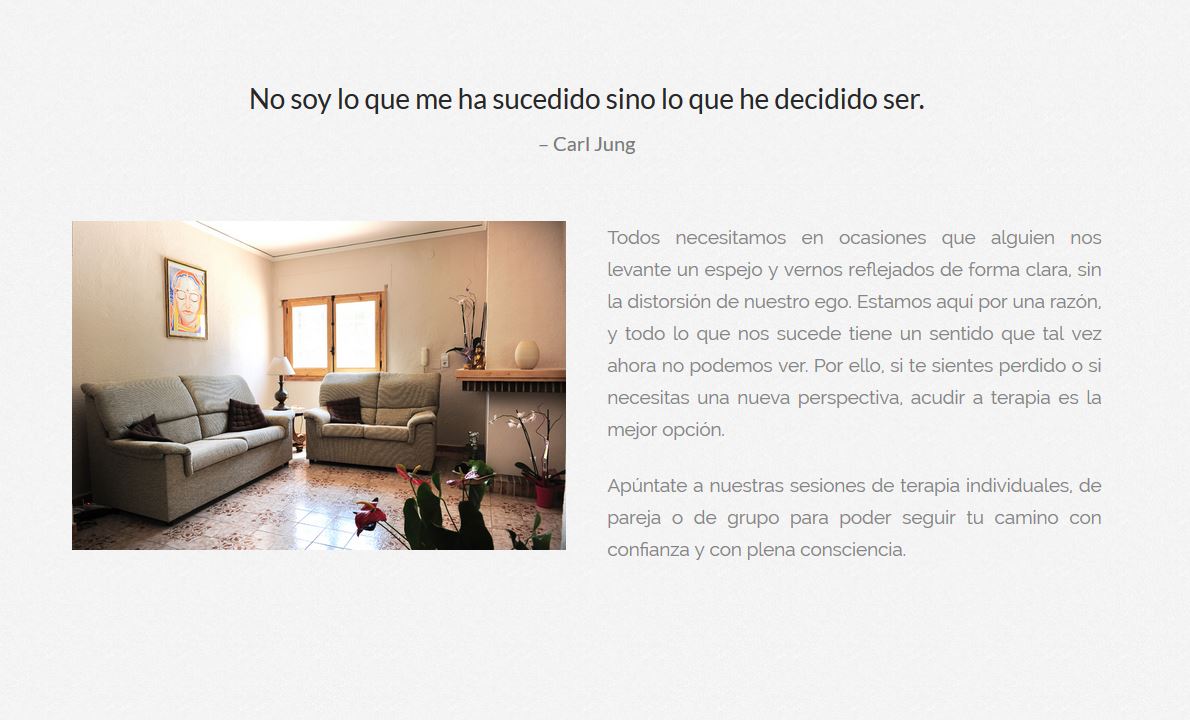 No soy lo que me ha sucedido sino lo que he decidido ser.
– Carl Jung
Todos necesitamos en ocasiones que alguien nos
levante un espejo y vernos reflejados de forma clara, sin
la distorsión de nuestro ego. Estamos aquí por una razón,
y todo lo que nos sucede tiene un sentido que tal vez
ahora no podemos ver. Por ello, si te sientes perdido o si
necesitas una nueva perspectiva, acudir a terapia es la
mejor opción.
Apúntate a nuestras sesiones de terapia individuales, de
pareja o de grupo para poder seguir tu camino con
confianza y con plena consciencia.